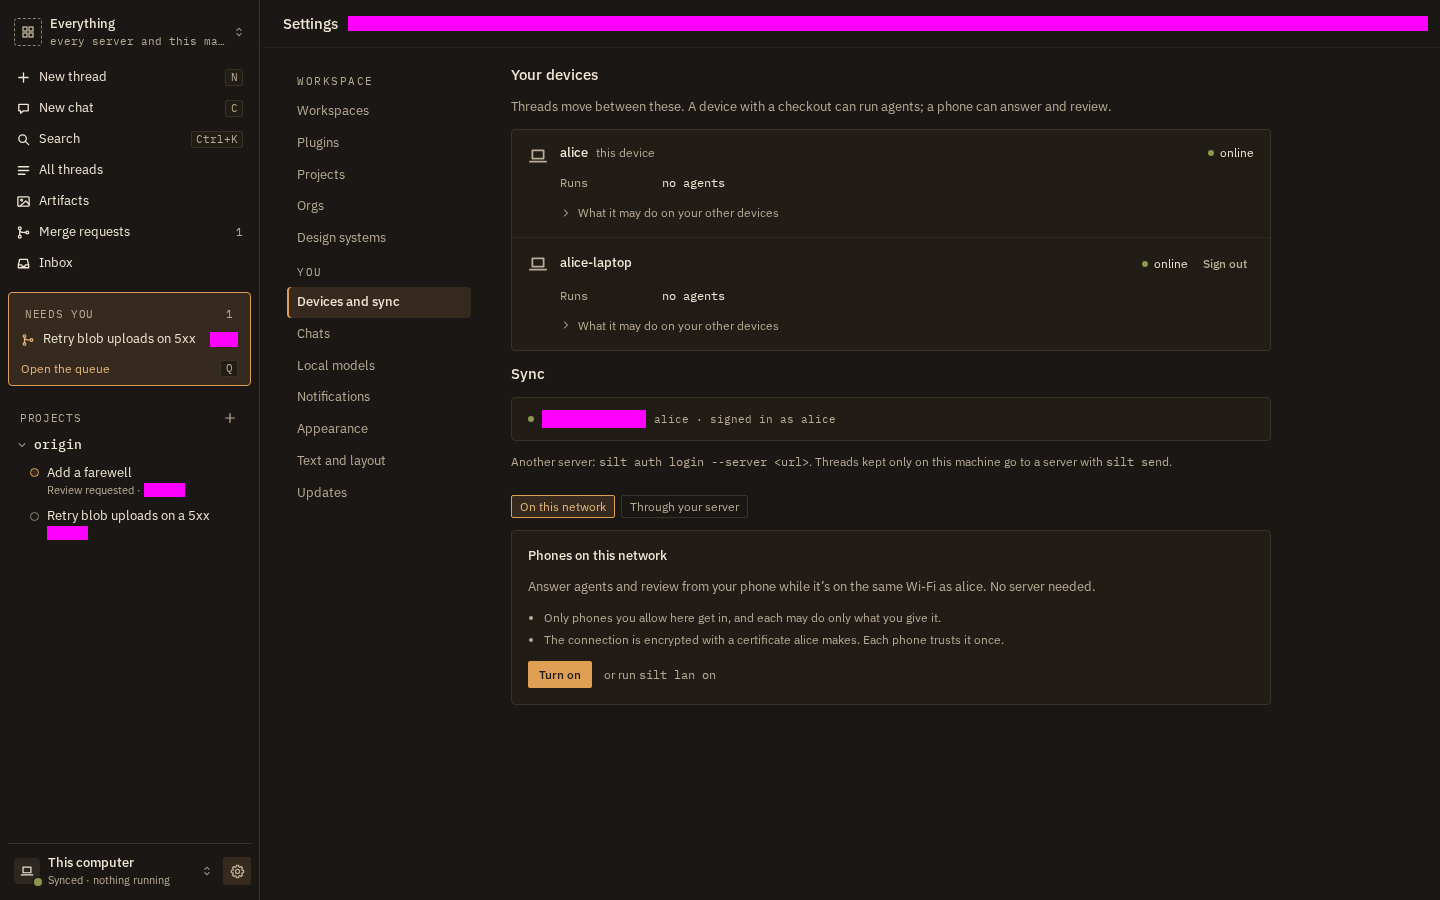 Everything
every server and this ma…
New thread N
New chat C
Search Ctrl+K
All threads
Artifacts
Merge requests 1
Inbox
NEEDS YOU 1
Retry blob uploads on 5xx
Open the queue Q
PROJECTS
origin
Add a farewell
Review requested ·
Retry blob uploads on a 5xx
This computer
Synced · nothing running
Settings
WORKSPACE
Workspaces
Plugins
Projects
Orgs
Design systems
YOU
Devices and sync
Chats
Local models
Notifications
Appearance
Text and layout
Updates
Your devices
Threads move between these. A device with a checkout can run agents; a phone can answer and review.
alice this device online
Runs no agents
What it may do on your other devices
alice-laptop online Sign out
Runs no agents
What it may do on your other devices
Sync
alice · signed in as alice
Another server: silt auth login --server <url>. Threads kept only on this machine go to a server with silt send.
On this network Through your server
Phones on this network
Answer agents and review from your phone while it's on the same Wi-Fi as alice. No server needed.
• Only phones you allow here get in, and each may do only what you give it.
• The connection is encrypted with a certificate alice makes. Each phone trusts it once.
Turn on or run silt lan on